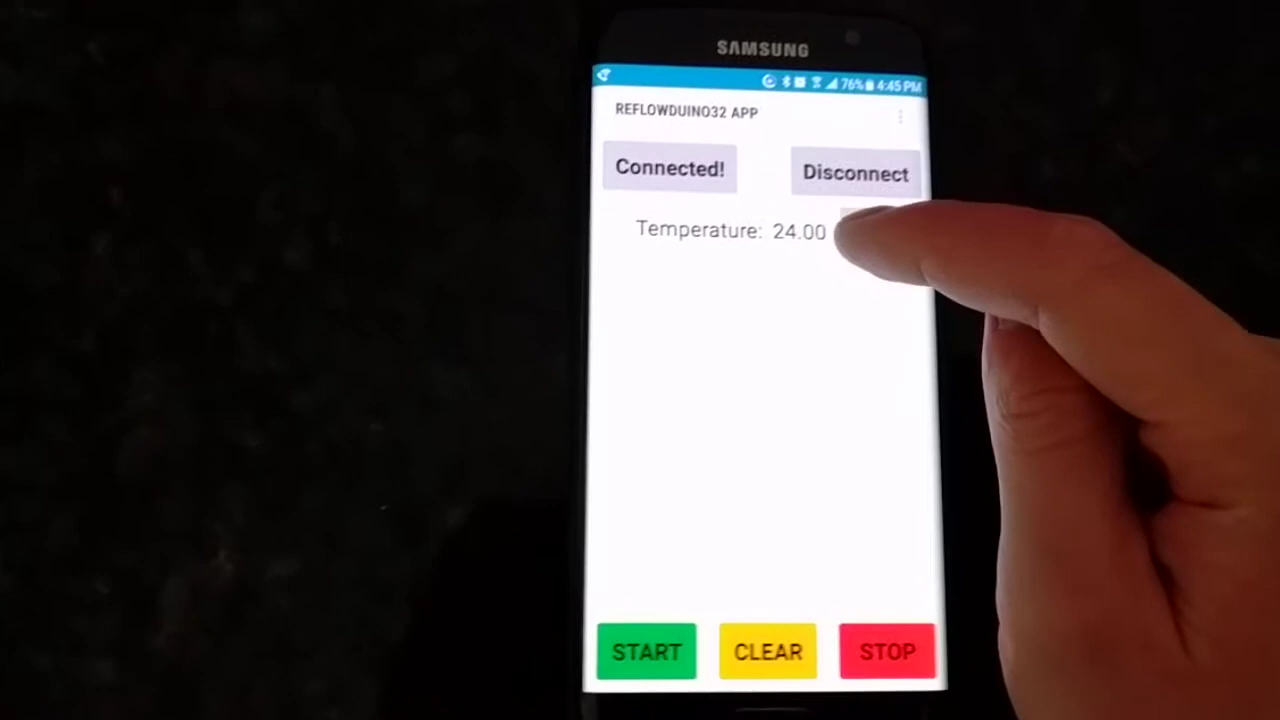 SAMSUNG
76% 4:45 PM
REFLOWDUINO32 APP
Connected!
Disconnect
Temperature: 24.00
START
CLEAR
STOP